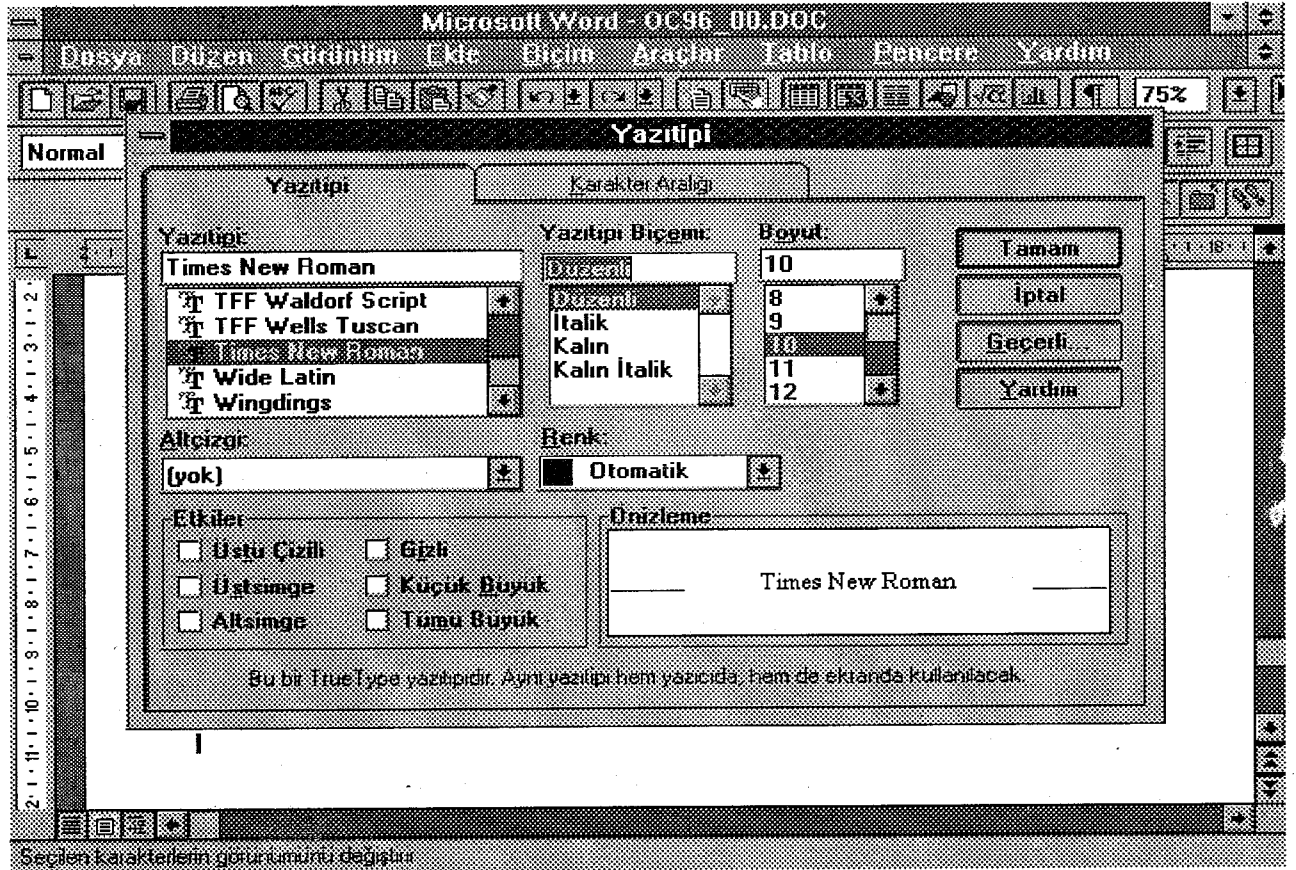 Microsoft Word - OC96_00.DOC
Dosya Düzen Görünüm Ekle Biçim Araçlar Tablo Pencere Yardım
75%
Normal
Yazıtipi
Yazıtipi Karakter Aralığı
Yazıtipi: Yazıtipi Biçemi: Boyut:
Times New Roman Düzenli 10 Tamam
TFF Waldorf Script Düzenli 8 İptal
TFF Wells Tuscan İtalik 9
Times New Roman Kalın 10 Geçerli...
Wide Latin Kalın İtalik 11
Wingdings 12 Yardım
Altçizgi: Renk:
(yok) Otomatik
Etkiler Önizleme
Üstü Çizili Gizli
Üstsimge Küçük Büyük Times New Roman
Altsimge Tümü Büyük
Bu bir TrueType yazıtipidir. Aynı yazıtipi hem yazıcıda, hem de ekranda kullanılacak.
Seçilen karakterlerin görünümünü değiştirir